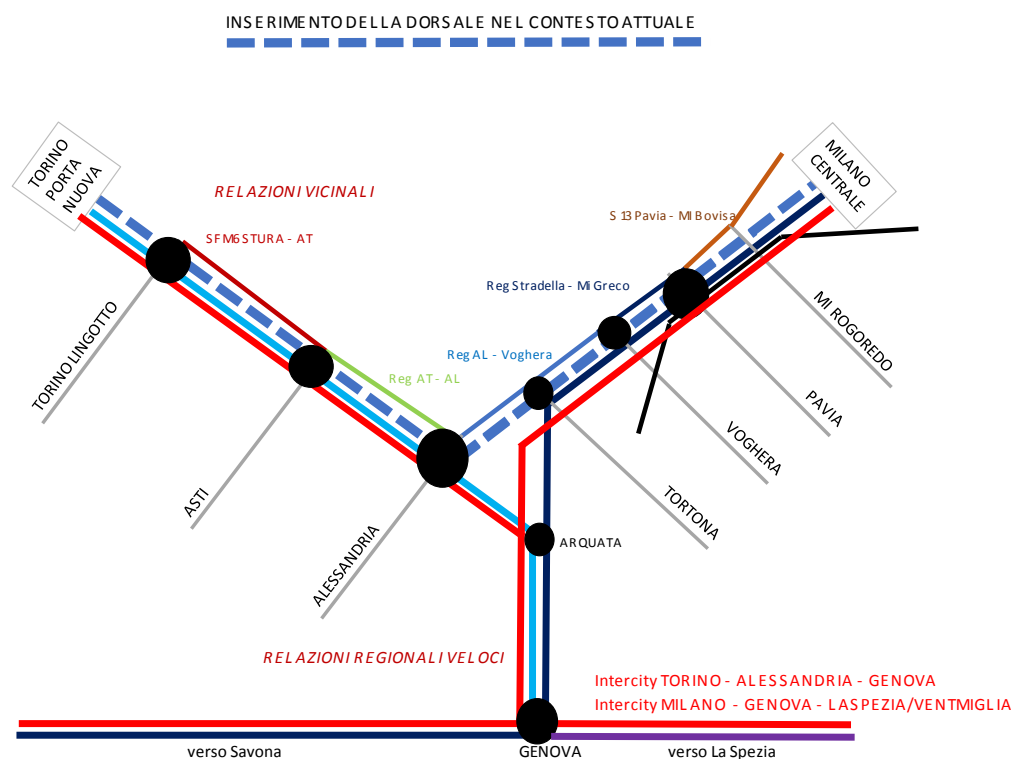 INSERIMENTO DELLA DORSALE NEL CONTESTO ATTUALE
TORINO
PORTA
NUOVA
MILANO
CENTRALE
RELAZIONI VICINALI
S 13 Pavia - MI Bovisa
SFM6 STURA - AT
Reg Stradella - Mi Greco
MI ROGOREDO
TORINO LINGOTTO
Reg AL - Voghera
Reg AT - AL
PAVIA
VOGHERA
ASTI
TORTONA
ALESSANDRIA
ARQUATA
RELAZIONI REGIONALI VELOCI
Intercity TORINO - ALESSANDRIA - GENOVA
Intercity MILANO - GENOVA - LASPEZIA/VENTMIGLIA
verso Savona
GENOVA
verso La Spezia